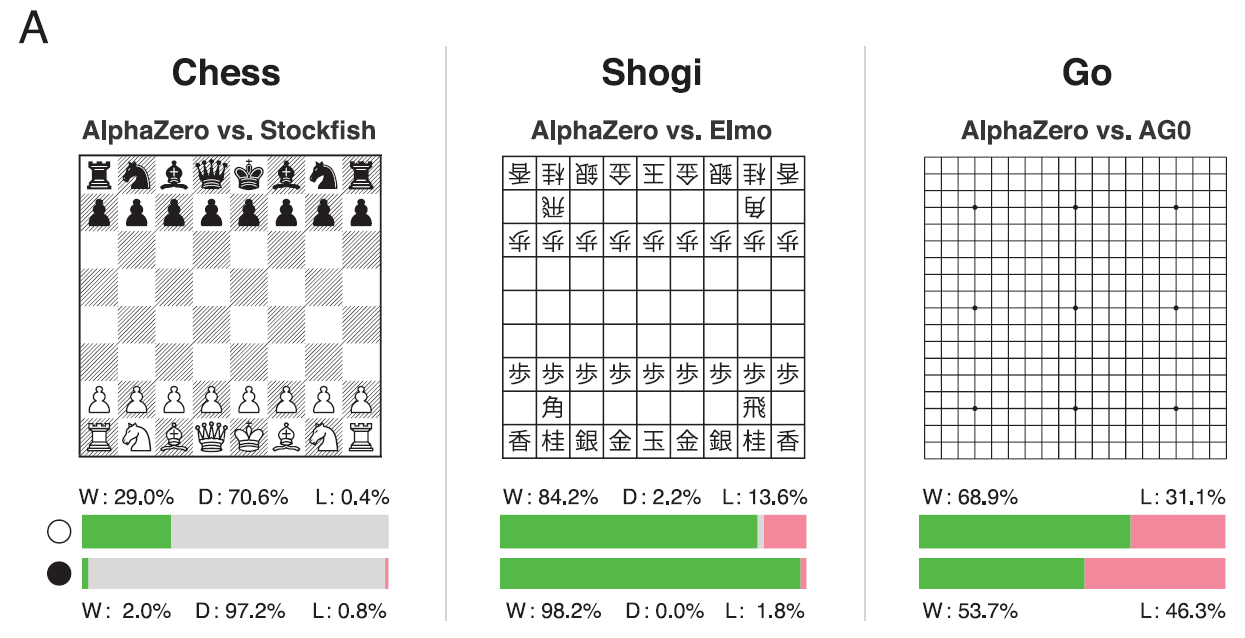 A
Chess
AlphaZero vs. Stockfish
W: 29.0% D: 70.6% L: 0.4%
W: 2.0% D: 97.2% L: 0.8%
Shogi
AlphaZero vs. Elmo
香桂銀金玉金銀桂香
飛角
歩歩歩歩歩歩歩歩歩
歩歩歩歩歩歩歩歩歩
角飛
香桂銀金玉金銀桂香
W: 84.2% D: 2.2% L: 13.6%
W: 98.2% D: 0.0% L: 1.8%
Go
AlphaZero vs. AG0
W: 68.9% L: 31.1%
W: 53.7% L: 46.3%